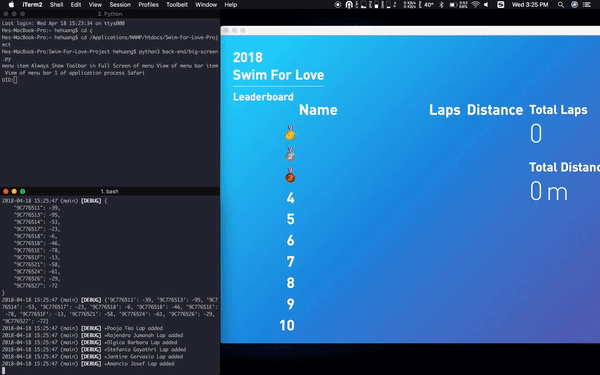 iTerm2 Shell Edit View Session Profiles Toolbelt Window Help
Wed Apr 18 3:25 PM
2. Python
Last login: Wed Apr 18 15:23:34 on ttys000
Hes-MacBook-Pro:~ hehuang$ cd ç
Hes-MacBook-Pro:~ hehuang$ cd /Applications/MAMP/htdocs/Swim-For-Love-Proj
ect
Hes-MacBook-Pro:Swim-For-Love-Project hehuang$ python3 back-end/big-screen
.py
menu item Always Show Toolbar in Full Screen of menu View of menu bar item
View of menu bar 1 of application process Safari
UID:
1. bash
2018-04-18 15:25:47 (main) [DEBUG] {
"9C776511": -39,
"9C776513": -95,
"9C776514": -53,
"9C776517": -23,
"9C776518": -6,
"9C77651B": -46,
"9C77651E": -78,
"9C77651F": -13,
"9C776521": -58,
"9C776524": -61,
"9C776526": -29,
"9C776527": -72
}
2018-04-18 15:25:47 (main) [DEBUG] {"9C776511": -39, "9C776513": -95, "9C7
76514": -53, "9C776517": -23, "9C776518": -6, "9C77651B": -46, "9C77651E":
-78, "9C77651F": -13, "9C776521": -58, "9C776524": -61, "9C776526": -29,
"9C776527": -72}
2018-04-18 15:25:47 (main) [DEBUG] +Pooja Téo Lap added
2018-04-18 15:25:47 (main) [DEBUG] +Rajendra Jumanah Lap added
2018-04-18 15:25:47 (main) [DEBUG] +Olgica Barbara Lap added
2018-04-18 15:25:47 (main) [DEBUG] +Stefania Gayathri Lap added
2018-04-18 15:25:47 (main) [DEBUG] +Jantine Gervasio Lap added
2018-04-18 15:25:47 (main) [DEBUG] +Amancio Josef Lap added
2018
Swim For Love
Leaderboard
Name Laps Distance
4
5
6
7
8
9
10
Total Laps
0
Total Distanc
0 m